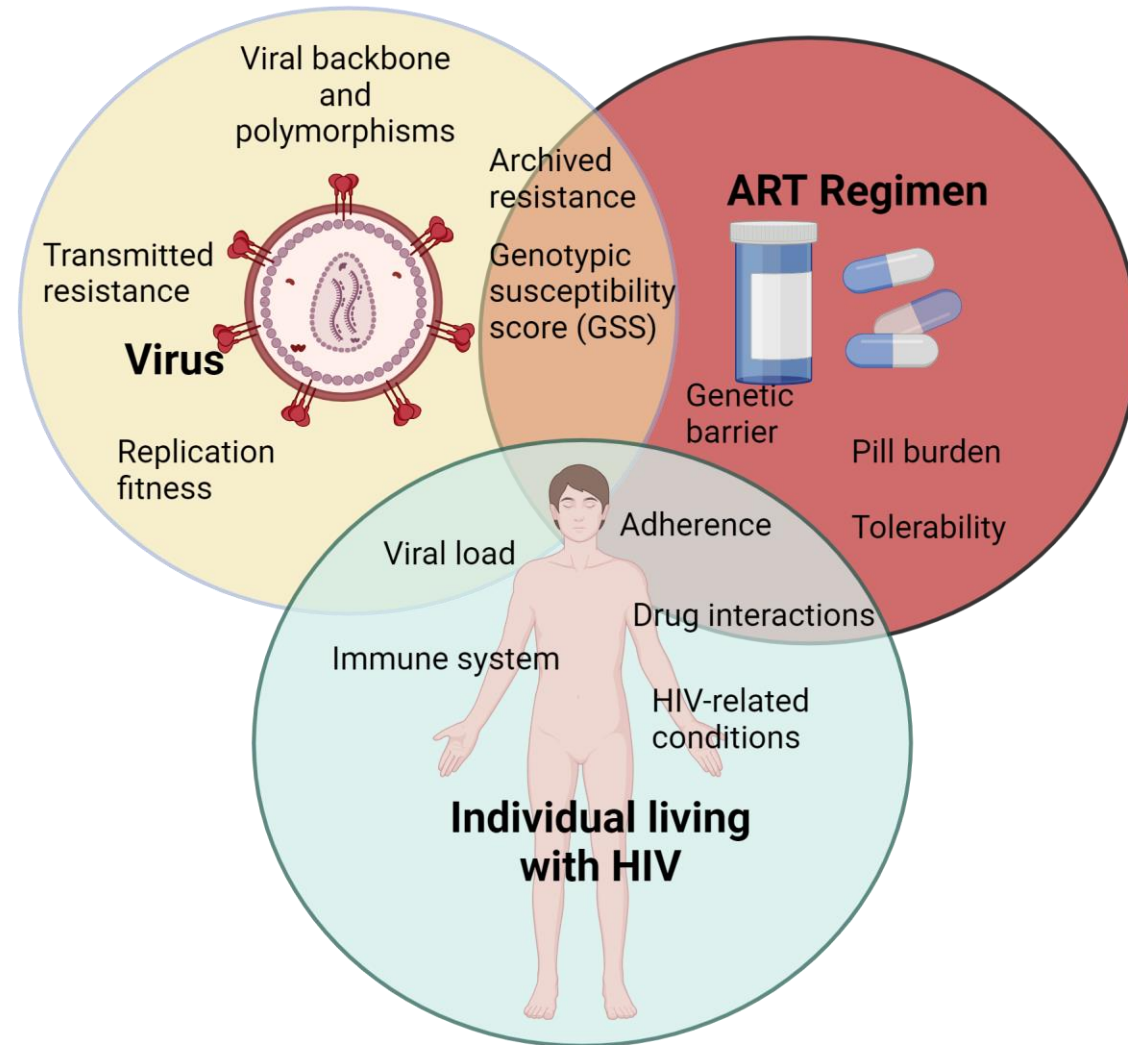 Viral backbone
and
polymorphisms
Archived
resistance
ART Regimen
Transmitted
resistance
Genotypic
susceptibility
score (GSS)
Virus
Genetic
barrier
Replication
fitness
Pill burden
Adherence
Tolerability
Viral load
Drug interactions
Immune system
HIV-related
conditions
Individual living
with HIV